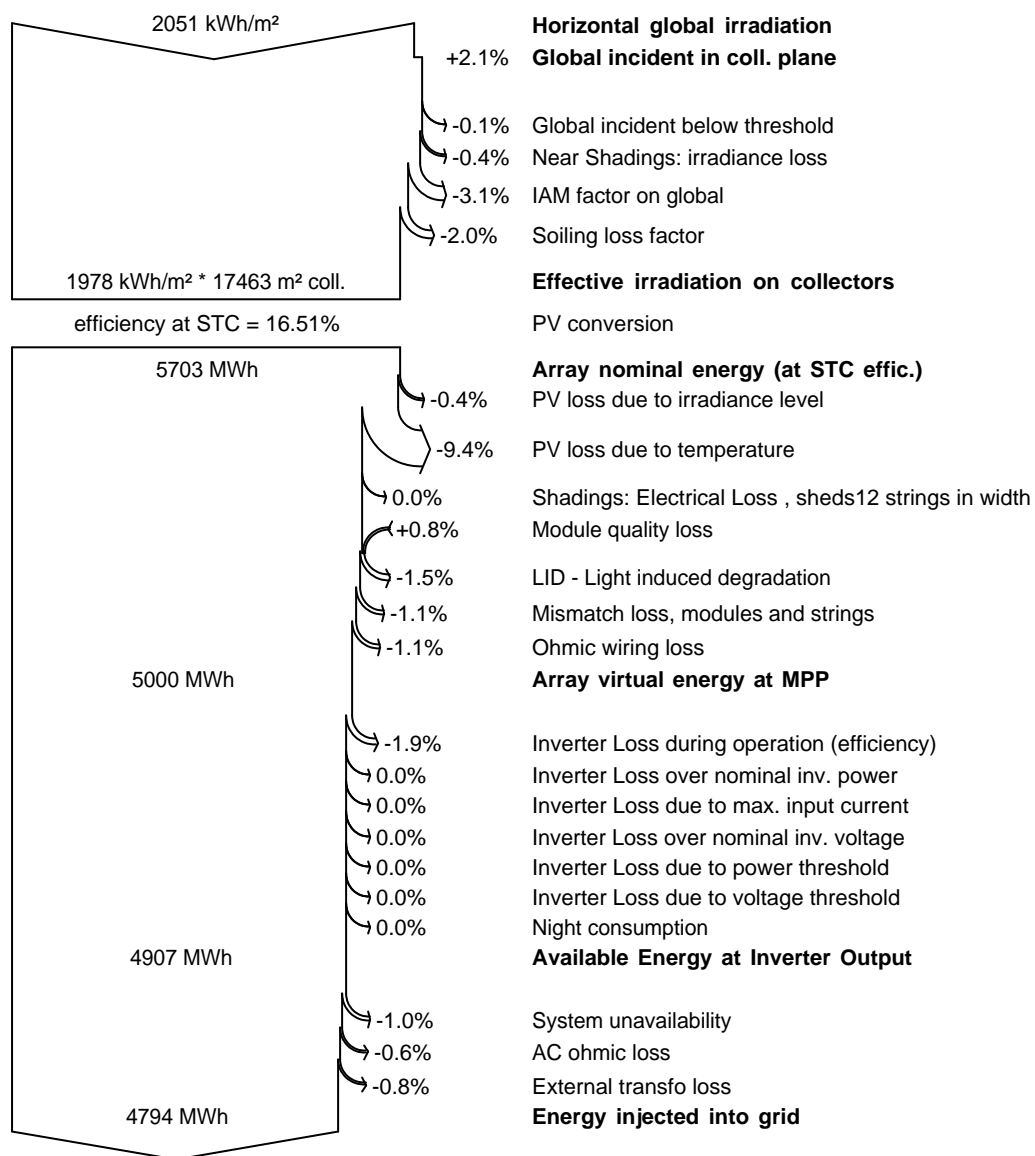 2051 kWh/m² Horizontal global irradiation
+2.1% Global incident in coll. plane
-0.1% Global incident below threshold
-0.4% Near Shadings: irradiance loss
-3.1% IAM factor on global
-2.0% Soiling loss factor
1978 kWh/m² * 17463 m² coll. Effective irradiation on collectors
efficiency at STC = 16.51% PV conversion
5703 MWh Array nominal energy (at STC effic.)
-0.4% PV loss due to irradiance level
-9.4% PV loss due to temperature
0.0% Shadings: Electrical Loss , sheds12 strings in width
+0.8% Module quality loss
-1.5% LID - Light induced degradation
-1.1% Mismatch loss, modules and strings
-1.1% Ohmic wiring loss
5000 MWh Array virtual energy at MPP
-1.9% Inverter Loss during operation (efficiency)
0.0% Inverter Loss over nominal inv. power
0.0% Inverter Loss due to max. input current
0.0% Inverter Loss over nominal inv. voltage
0.0% Inverter Loss due to power threshold
0.0% Inverter Loss due to voltage threshold
0.0% Night consumption
4907 MWh Available Energy at Inverter Output
-1.0% System unavailability
-0.6% AC ohmic loss
-0.8% External transfo loss
4794 MWh Energy injected into grid